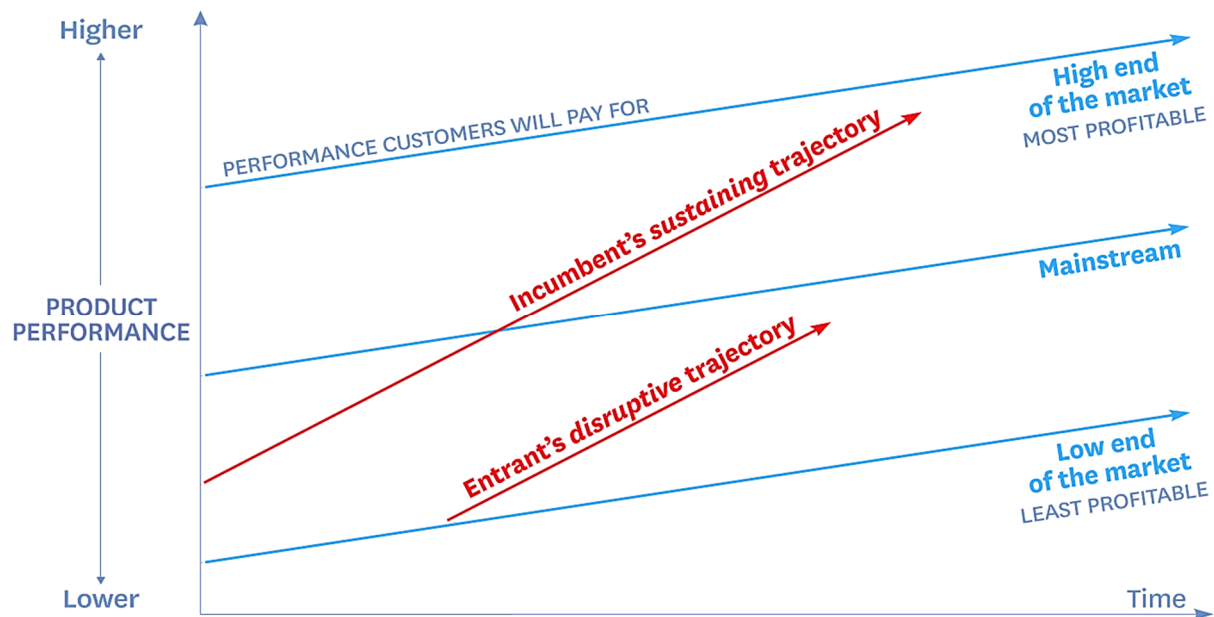 Higher
PRODUCT
PERFORMANCE
Lower
PERFORMANCE CUSTOMERS WILL PAY FOR
Incumbent’s sustaining trajectory
Entrant’s disruptive trajectory
High end
of the market
MOST PROFITABLE
Mainstream
Low end
of the market
LEAST PROFITABLE
Time